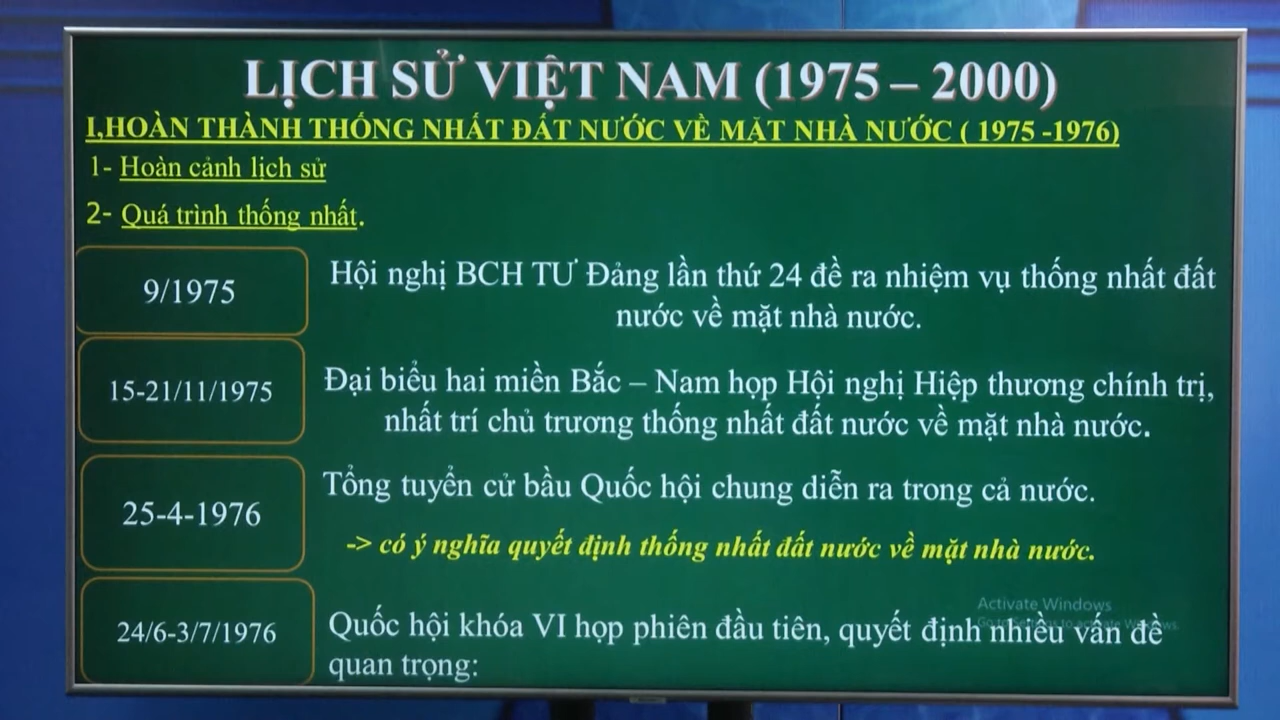 LỊCH SỬ VIỆT NAM (1975 – 2000)
I,HOÀN THÀNH THỐNG NHẤT ĐẤT NƯỚC VỀ MẶT NHÀ NƯỚC ( 1975 -1976)
1- Hoàn cảnh lịch sử
2- Quá trình thống nhất.
9/1975
Hội nghị BCH TƯ Đảng lần thứ 24 đề ra nhiệm vụ thống nhất đất
nước về mặt nhà nước.
15-21/11/1975
Đại biểu hai miền Bắc – Nam họp Hội nghị Hiệp thương chính trị,
nhất trí chủ trương thống nhất đất nước về mặt nhà nước.
25-4-1976
Tổng tuyển cử bầu Quốc hội chung diễn ra trong cả nước.
-> có ý nghĩa quyết định thống nhất đất nước về mặt nhà nước.
24/6-3/7/1976
Quốc hội khóa VI họp phiên đầu tiên, quyết định nhiều vấn đề
quan trọng:
Activate Windows
Go to Settings to activate Windows.